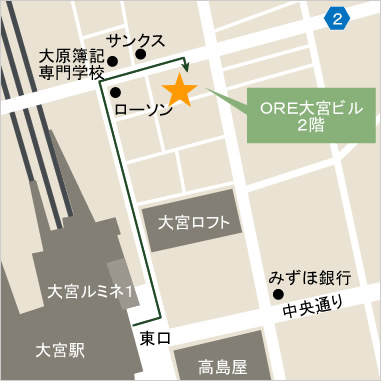 2
サンクス
大原簿記
専門学校
ローソン
ORE大宮ビル
2階
大宮ロフト
みずほ銀行
中央通り
大宮ルミネ1
東口
大宮駅
高島屋